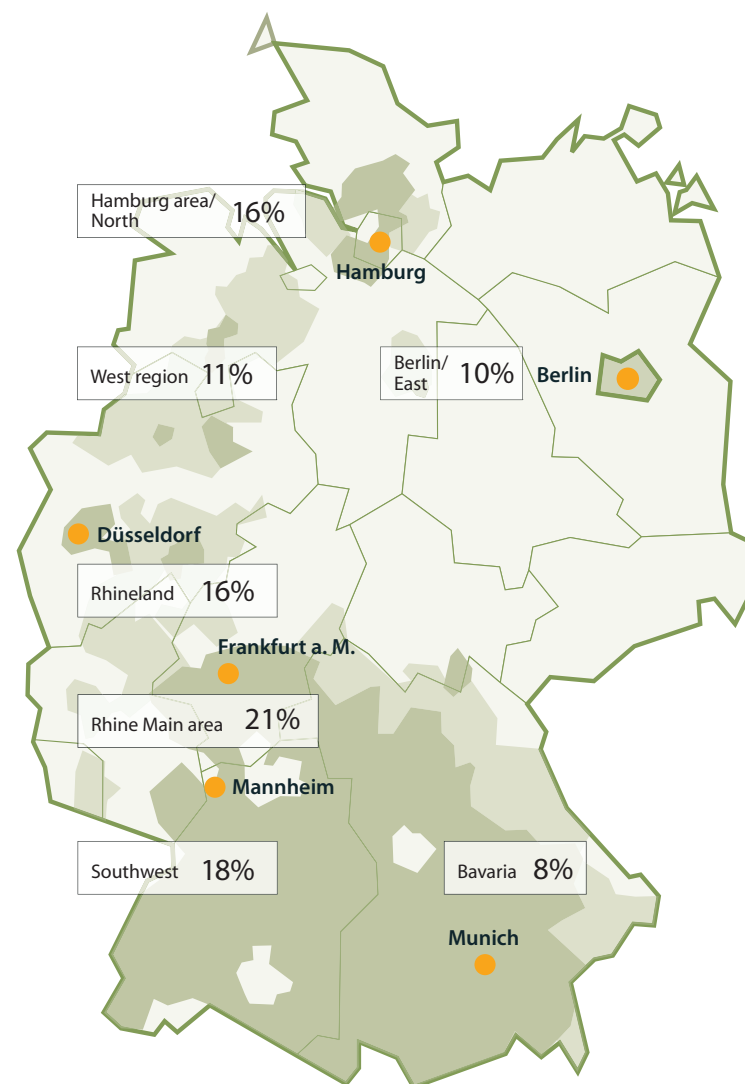 Hamburg area/
North
16%
Hamburg
West region 11%
Berlin/
East
10%
Berlin
Düsseldorf
Rhineland 16%
Frankfurt a. M.
Rhine Main area 21%
Mannheim
Southwest 18%
Bavaria 8%
Munich